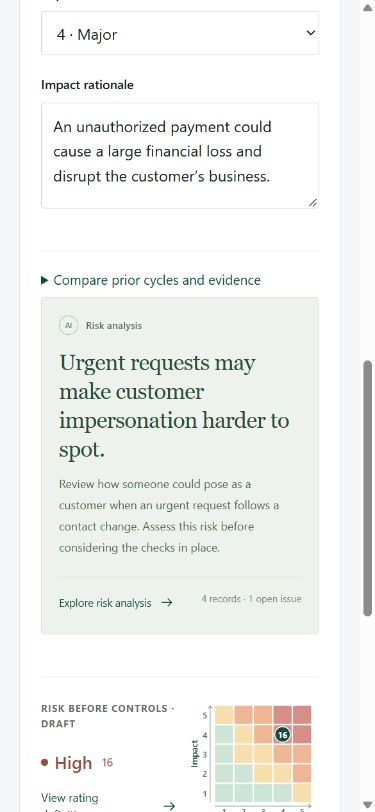 4 · Major
Impact rationale
An unauthorized payment could
cause a large financial loss and
disrupt the customer’s business.
▶ Compare prior cycles and evidence
AI Risk analysis
Urgent requests may
make customer
impersonation harder to
spot.
Review how someone could pose as a
customer when an urgent request follows a
contact change. Assess this risk before
considering the checks in place.
Explore risk analysis → 4 records · 1 open issue
RISK BEFORE CONTROLS ·
DRAFT
High 16
View rating
→
Impact
5
4
16
3
2
1